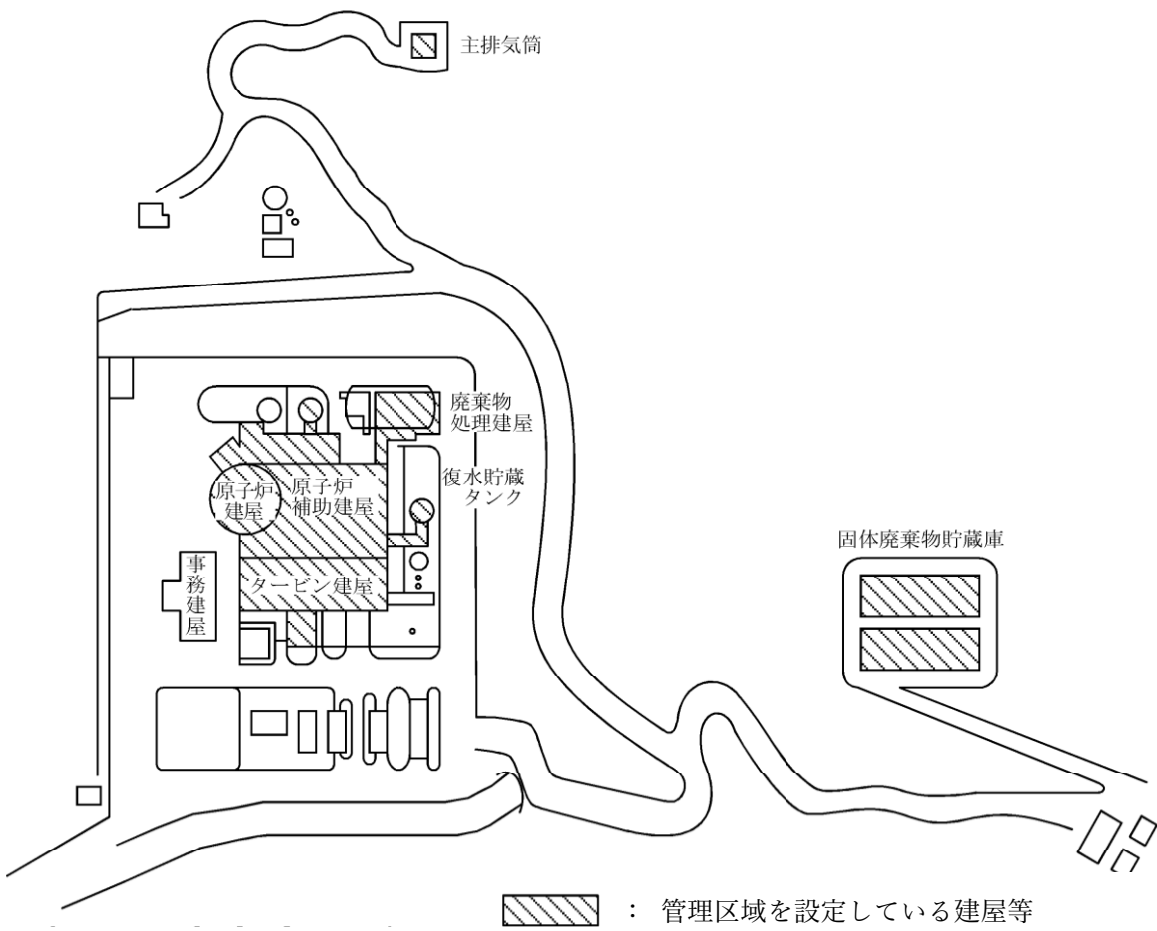 主排気筒
廃棄物
処理建屋
復水貯蔵
タンク
原子炉
建屋
原子炉
補助建屋
タービン建屋
事務建屋
固体廃棄物貯蔵庫
： 管理区域を設定している建屋等